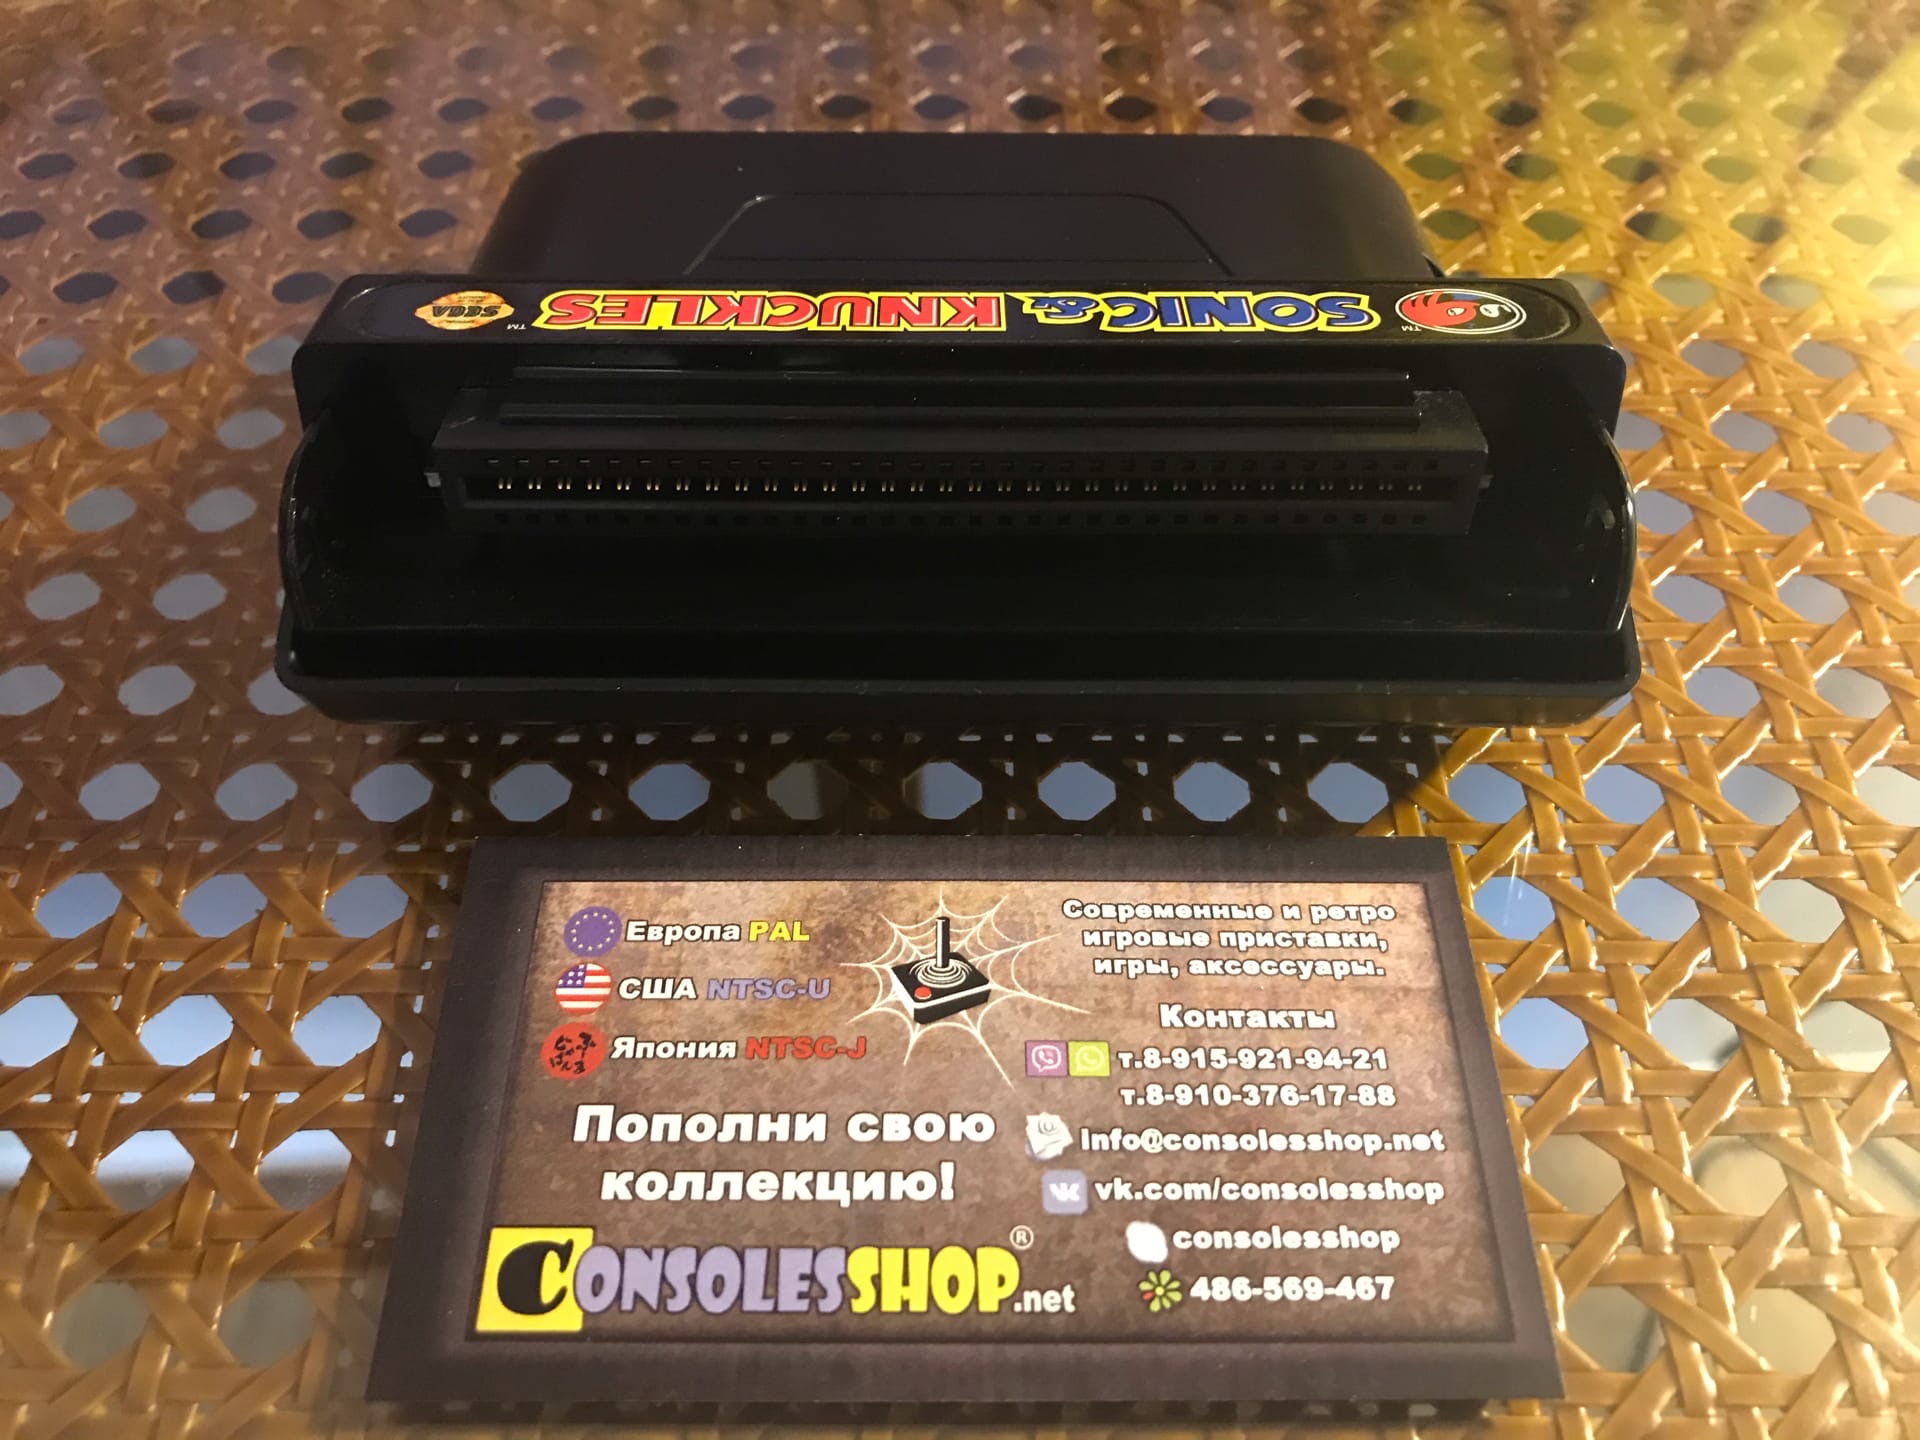 SONIC & KNUCKLES™
SEGA
TM
Европа PAL
США NTSC-U
Япония NTSC-J
Пополни свою
коллекцию!
CONSOLESSHOP®.net
Современные и ретро
игровые приставки,
игры, аксессуары.
Контакты
т.8-915-921-94-21
т.8-910-376-17-88
info@consolesshop.net
vk.com/consolesshop
consolesshop
486-569-467